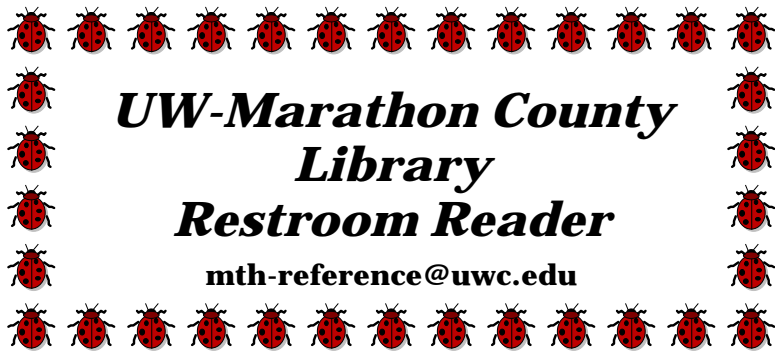 UW-Marathon County
Library
Restroom Reader
mth-reference@uwc.edu